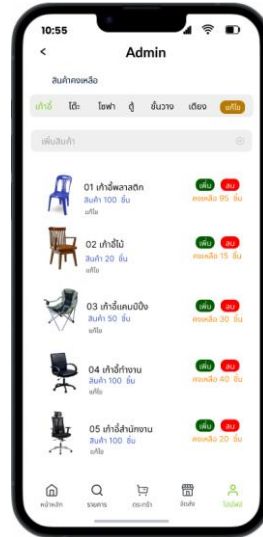 10:55
Admin
สินค้าคงเหลือ
เก้าอี้ โต๊ะ โซฟา ตู้ ชั้นวาง เตียง แก้ไข
เพิ่มสินค้า
01 เก้าอี้พลาสติก
สินค้า 100 ชิ้น
แก้ไข
เพิ่ม ลบ
คงเหลือ 95 ชิ้น
02 เก้าอี้ไม้
สินค้า 20 ชิ้น
แก้ไข
เพิ่ม ลบ
คงเหลือ 15 ชิ้น
03 เก้าอี้แคมป์ปิ้ง
สินค้า 50 ชิ้น
แก้ไข
เพิ่ม ลบ
คงเหลือ 30 ชิ้น
04 เก้าอี้ทำงาน
สินค้า 100 ชิ้น
แก้ไข
เพิ่ม ลบ
คงเหลือ 40 ชิ้น
05 เก้าอี้สำนักงาน
สินค้า 100 ชิ้น
แก้ไข
เพิ่ม ลบ
คงเหลือ 20 ชิ้น
หน้าหลัก รายการ ตระกร้า จัดส่ง โปรไฟล์